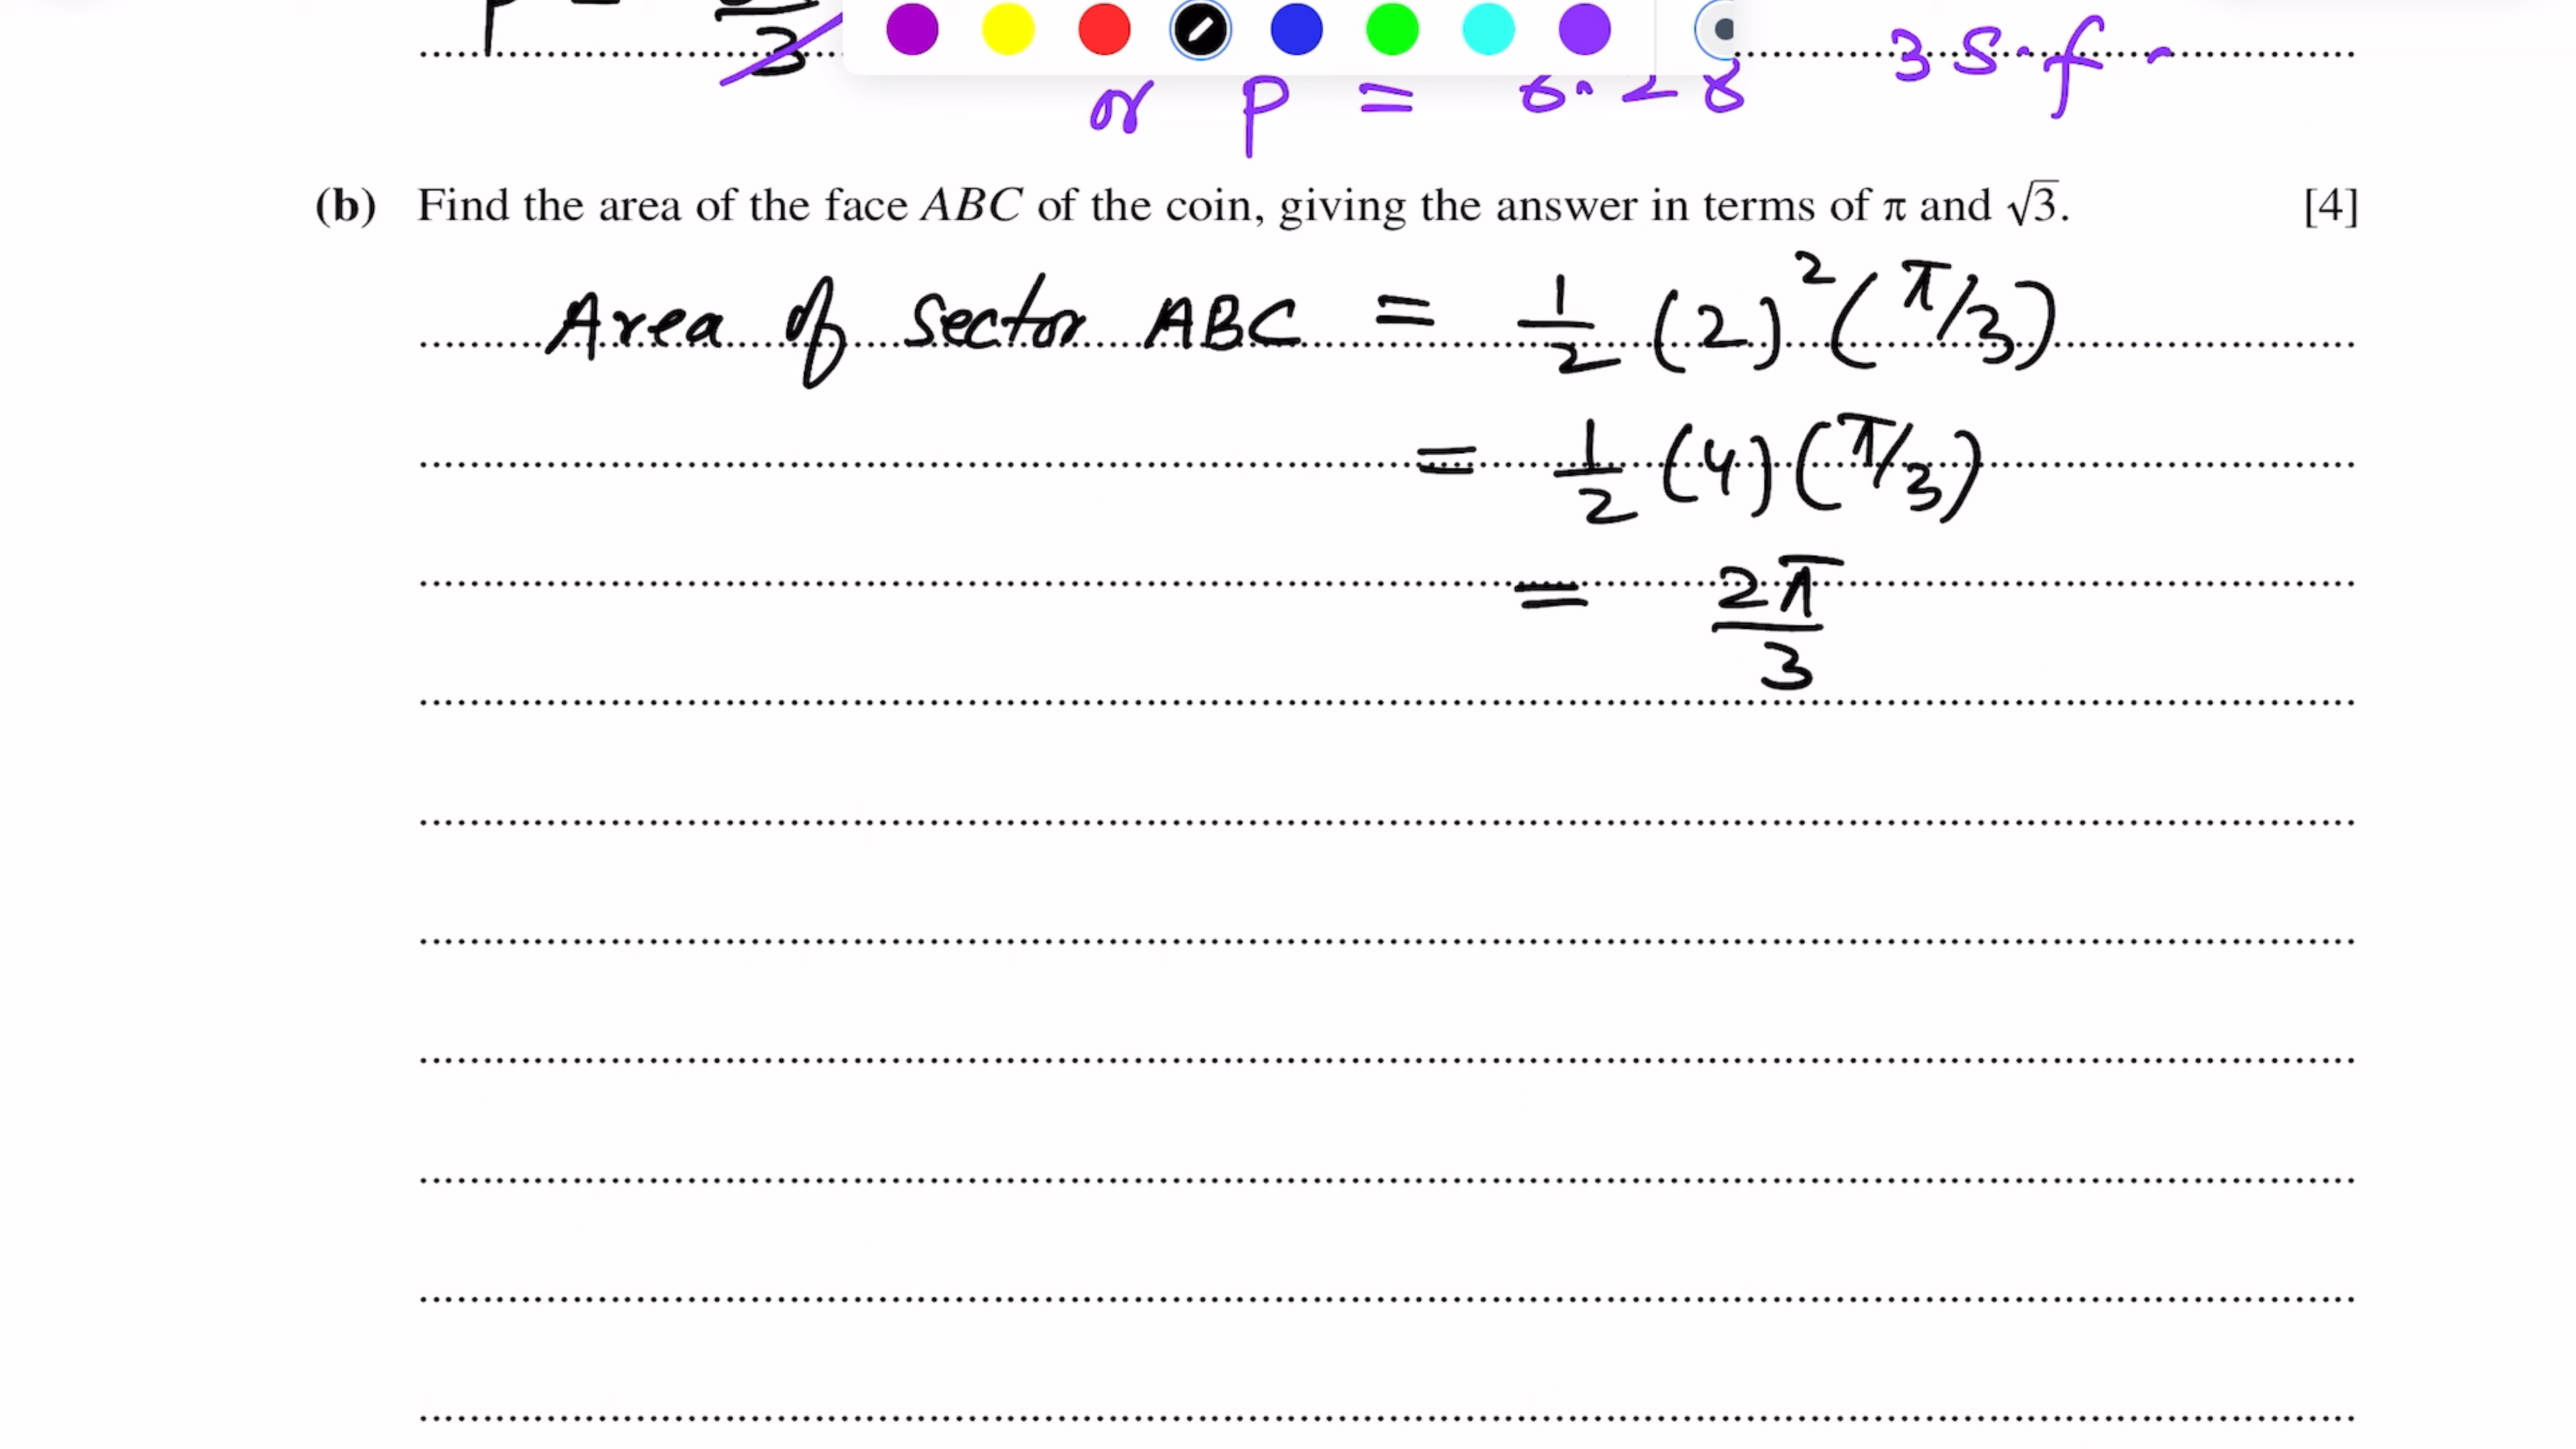 3 3 s.f.
or P = 6.28
(b) Find the area of the face ABC of the coin, giving the answer in terms of π and √3. [4]
Area of Sector ABC = 1/2 (2)² (π/3)
= 1/2 (4) (π/3)
= 2π/3